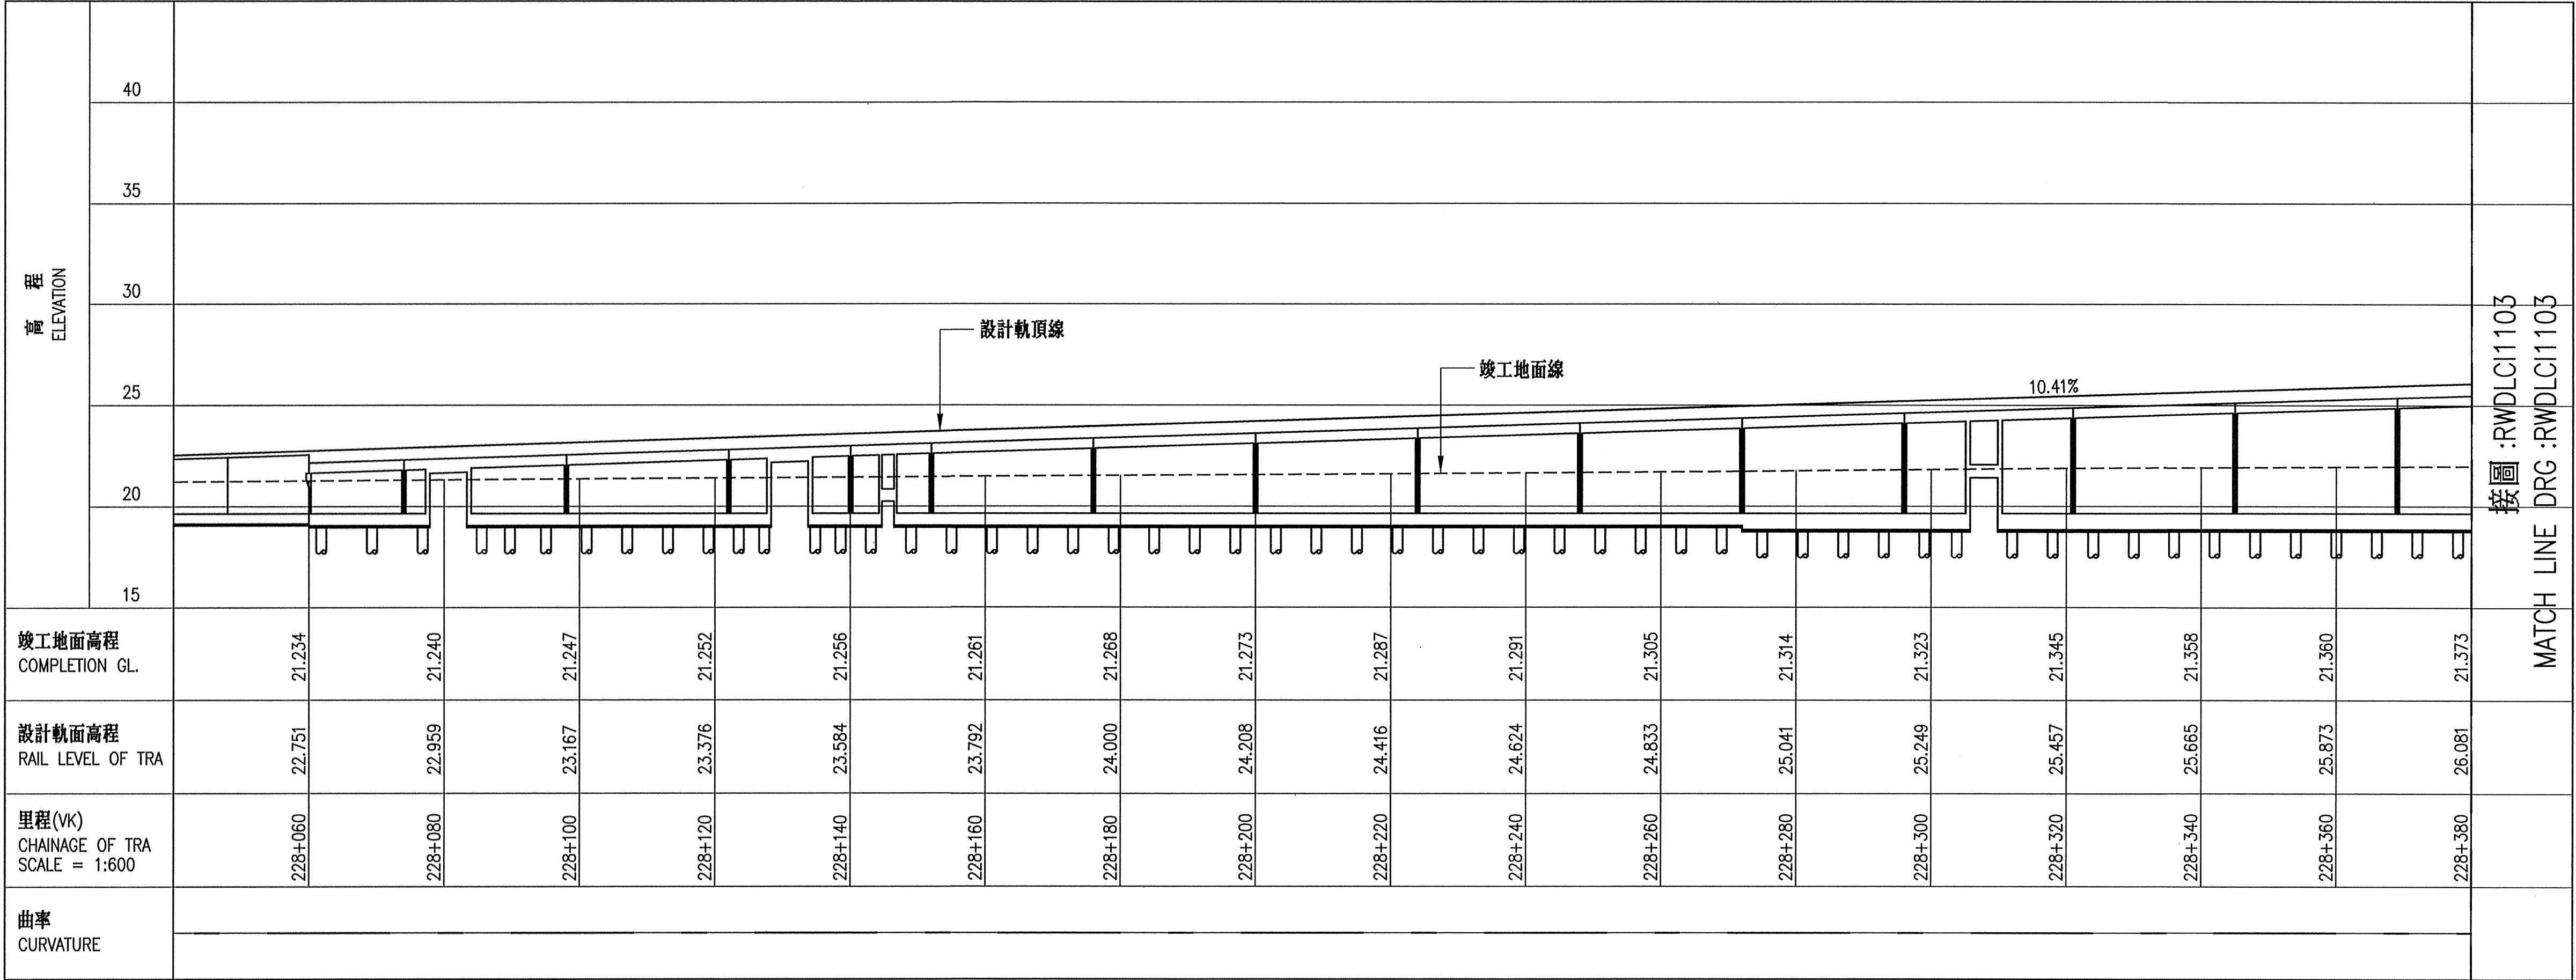 高 程
ELEVATION
40
35
30
25
20
15
設計軌頂線
竣工地面線
10.41%
竣工地面高程
COMPLETION GL.
21.234 21.240 21.247 21.252 21.256 21.261 21.268 21.273 21.287 21.291 21.305 21.314 21.323 21.345 21.358 21.360 21.373
設計軌面高程
RAIL LEVEL OF TRA
22.751 22.959 23.167 23.376 23.584 23.792 24.000 24.208 24.416 24.624 24.833 25.041 25.249 25.457 25.665 25.873 26.081
里程(VK)
CHAINAGE OF TRA
SCALE = 1:600
228+060 228+080 228+100 228+120 228+140 228+160 228+180 228+200 228+220 228+240 228+260 228+280 228+300 228+320 228+340 228+360 228+380
曲率
CURVATURE
接圖:RWDLCI1103
MATCH LINE DRG:RWDLCI1103